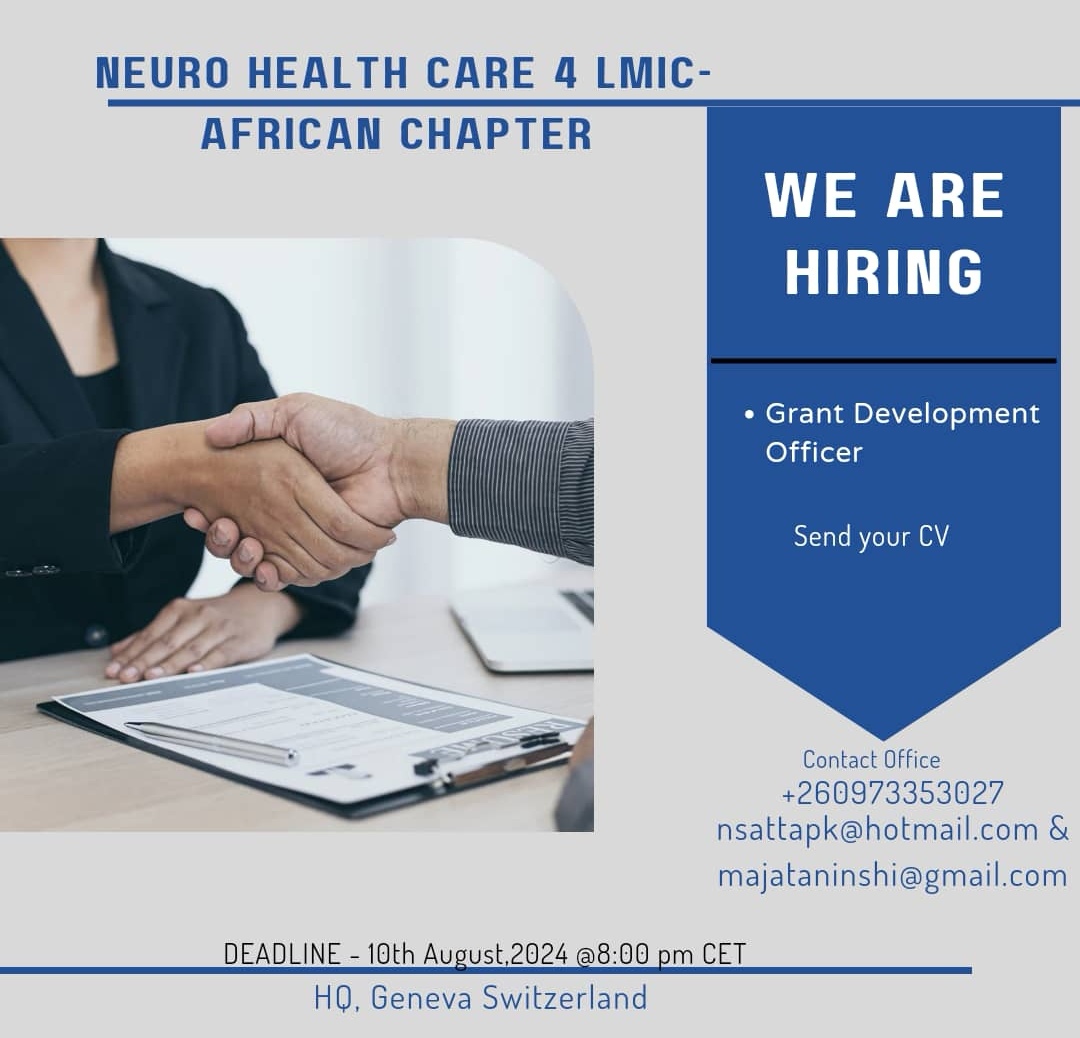 NEURO HEALTH CARE 4 LMIC-
AFRICAN CHAPTER
WE ARE
HIRING
• Grant Development
Officer
Send your CV
RESUME
Contact Office
+260973353027
nsattapk@hotmail.com &
majataninshi@gmail.com
DEADLINE - 10th August,2024 @8:00 pm CET
HQ, Geneva Switzerland